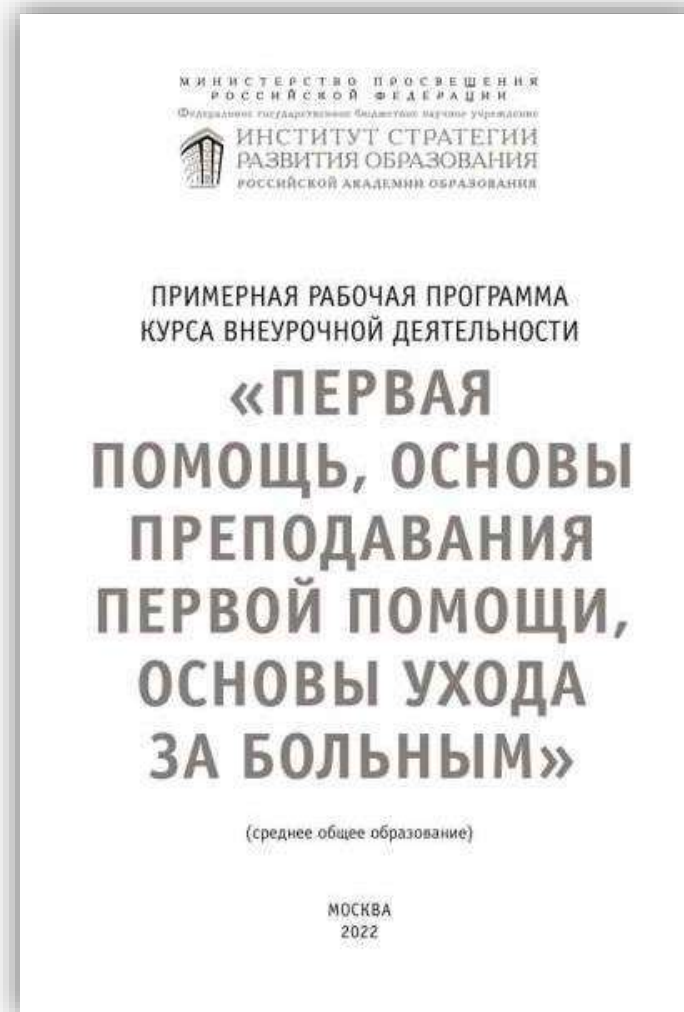 МИНИСТЕРСТВО ПРОСВЕЩЕНИЯ
РОССИЙСКОЙ ФЕДЕРАЦИИ
Федеральное государственное бюджетное научное учреждение
ИНСТИТУТ СТРАТЕГИИ
РАЗВИТИЯ ОБРАЗОВАНИЯ
РОССИЙСКОЙ АКАДЕМИИ ОБРАЗОВАНИЯ
ПРИМЕРНАЯ РАБОЧАЯ ПРОГРАММА
КУРСА ВНЕУРОЧНОЙ ДЕЯТЕЛЬНОСТИ
«ПЕРВАЯ
ПОМОЩЬ, ОСНОВЫ
ПРЕПОДАВАНИЯ
ПЕРВОЙ ПОМОЩИ,
ОСНОВЫ УХОДА
ЗА БОЛЬНЫМ»
(среднее общее образование)
МОСКВА
2022